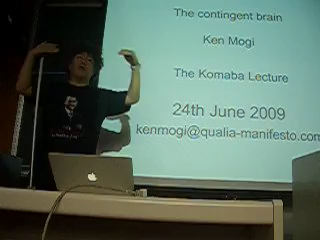 The contingent brain
Ken Mogi
The Komaba Lecture
24th June 2009
kenmogi@qualia-manifesto.com